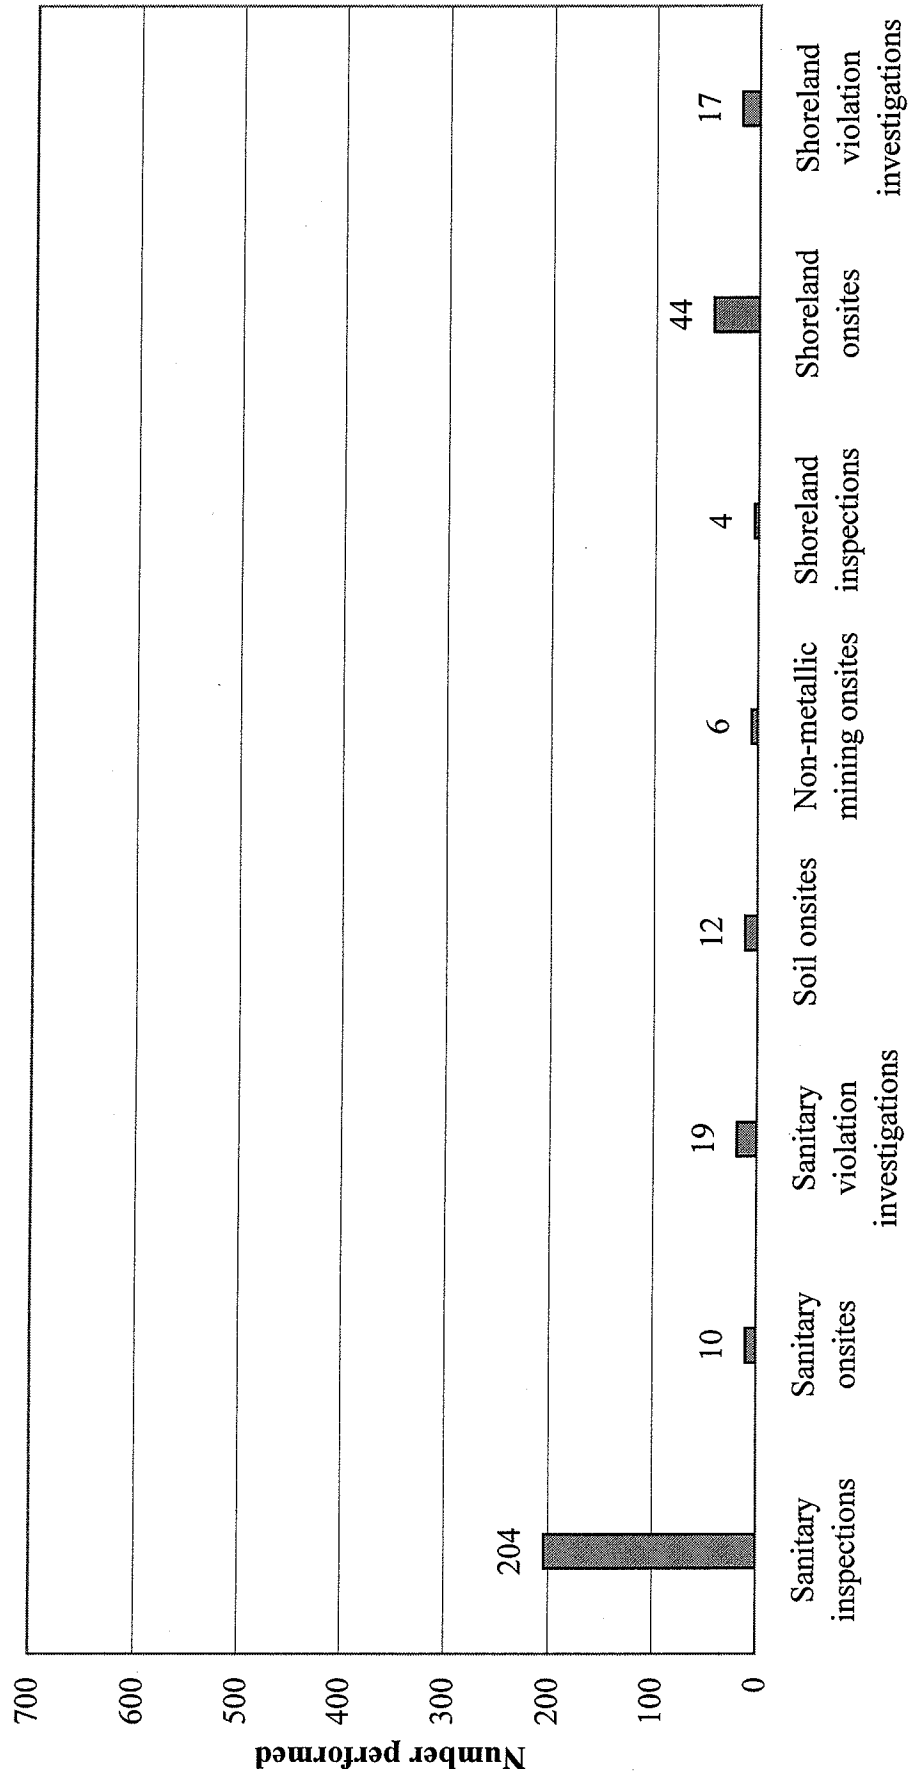 Number performed
700
600
500
400
300
200
100
0
204
10
19
12
6
4
44
17
Sanitary
inspections
Sanitary
onsites
Sanitary
violation
investigations
Soil onsites
Non-metallic
mining onsites
Shoreland
inspections
Shoreland
onsites
Shoreland
violation
investigations